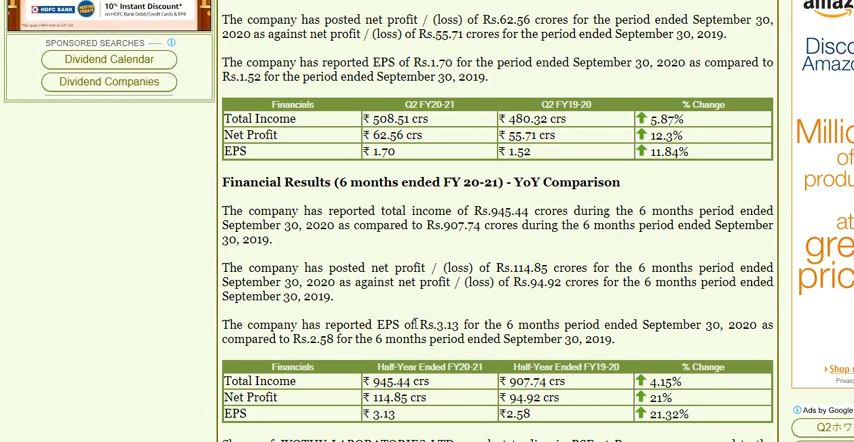 HDFC BANK
FESTIVE TREATS
10% Instant Discount*
on HDFC Bank Debit/Credit Cards & EMI
SPONSORED SEARCHES
Dividend Calendar
Dividend Companies
The company has posted net profit / (loss) of Rs.62.56 crores for the period ended September 30,
2020 as against net profit / (loss) of Rs.55.71 crores for the period ended September 30, 2019.
The company has reported EPS of Rs.1.70 for the period ended September 30, 2020 as compared to
Rs.1.52 for the period ended September 30, 2019.
Financials Q2 FY20-21 Q2 FY19-20 % Change
Total Income ₹ 508.51 crs ₹ 480.32 crs 5.87%
Net Profit ₹ 62.56 crs ₹ 55.71 crs 12.3%
EPS ₹ 1.70 ₹ 1.52 11.84%
Financial Results (6 months ended FY 20-21) - YoY Comparison
The company has reported total income of Rs.945.44 crores during the 6 months period ended
September 30, 2020 as compared to Rs.907.74 crores during the 6 months period ended September
30, 2019.
The company has posted net profit / (loss) of Rs.114.85 crores for the 6 months period ended
September 30, 2020 as against net profit / (loss) of Rs.94.92 crores for the 6 months period ended
September 30, 2019.
The company has reported EPS of Rs.3.13 for the 6 months period ended September 30, 2020 as
compared to Rs.2.58 for the 6 months period ended September 30, 2019.
Financials Half-Year Ended FY20-21 Half-Year Ended FY19-20 % Change
Total Income ₹ 945.44 crs ₹ 907.74 crs 4.15%
Net Profit ₹ 114.85 crs ₹ 94.92 crs 21%
EPS ₹ 3.13 ₹2.58 21.32%
amaz
Disco
Amazo
Millic
of
produ
at
gre
pric
Shop
Privacy
Ads by Google
Q2ホワ